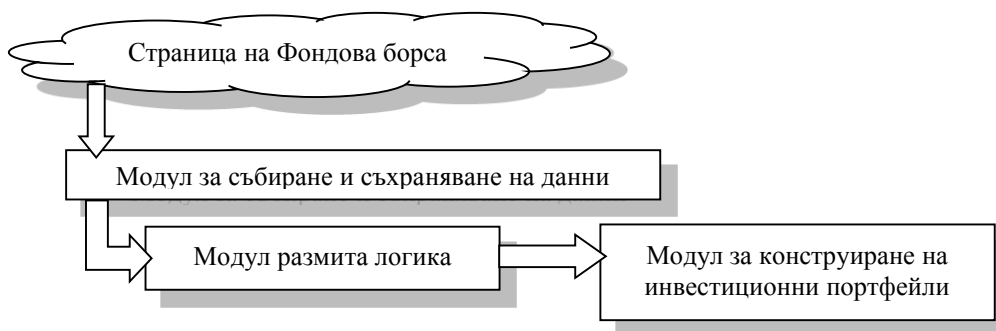 Страница на Фондова борса
Модул за събиране и съхраняване на данни
Модул размита логика
Модул за конструиране на
инвестиционни портфейли